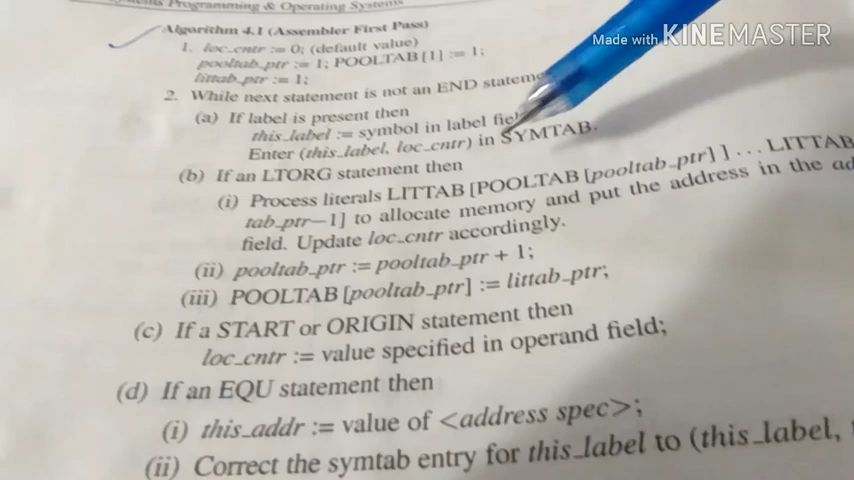 Programming & Operating Systems
Made with KINEMASTER
Algorithm 4.1 (Assembler First Pass)
1. loc_cntr := 0; (default value)
pooltab_ptr := 1; POOLTAB [1] := 1;
littab_ptr := 1;
2. While next statement is not an END
(a) If label is present then
this_label := symbol in label
Enter (this_label, loc_cntr) in SYMTAB.
(b) If an LTORG statement then
(i) Process literals LITTAB [POOLTAB [pooltab_ptr] ] ... LITTAB
tab_ptr−1] to allocate memory and put the address in the
field. Update loc_cntr accordingly.
(ii) pooltab_ptr := pooltab_ptr + 1;
(iii) POOLTAB [pooltab_ptr] := littab_ptr;
(c) If a START or ORIGIN statement then
loc_cntr := value specified in operand field;
(d) If an EQU statement then
(i) this_addr := value of <address spec>;
(ii) Correct the symtab entry for this_label to (this_label,